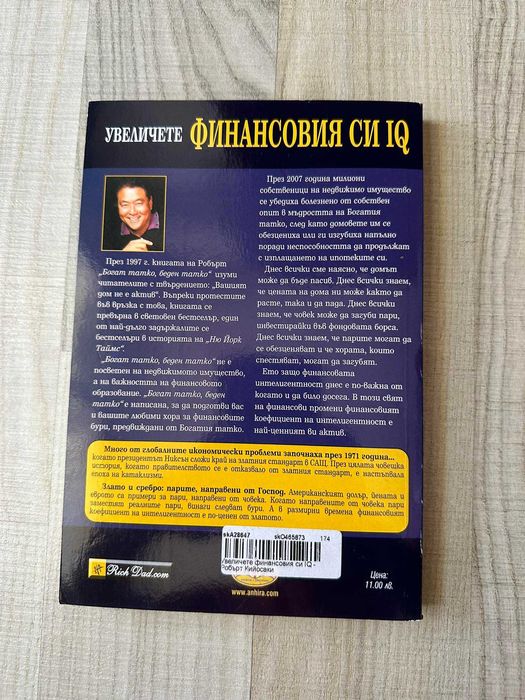 УВЕЛИЧЕТЕ ФИНАНСОВИЯ СИ IQ
През 1997 г. книгата на Робърт
„Богат татко, беден татко“ изуми
читателите с твърдението: „Вашият
дом не е актив“. Въпреки протестите
във връзка с това, книгата се
превърна в световен бестселър, един
от най-дълго задържалите се
бестселъри в историята на „Ню Йорк
Таймс“.
„Богат татко, беден татко“ не е
посветен на недвижимото имущество,
а на важността на финансовото
образование. „Богат татко, беден
татко“ е написана, за да подготви вас
и вашите любими хора за финансовите
бури, предвиждани от Богатия татко.
През 2007 година милиони
собственици на недвижимо имущество
се убедиха болезнено от собствен
опит в мъдростта на Богатия
татко, след като домовете им се
обезцениха или ги изгубиха напълно
поради неспособността да продължат
с изплащането на ипотеките си.
Днес всички сме наясно, че домът
може да бъде пасив. Днес всички знаем,
че цената на дома ни може както да
расте, така и да пада. Днес всички
знаем, че човек може да загуби пари,
инвестирайки във фондовата борса.
Днес всички знаем, че парите могат да
се обезценяват и че хората, които
спестяват, могат да загубят.
Ето защо финансовата
интелигентност днес е по-важна от
когато и да било досега. В този свят
на финансови промени финансовият
коефициент на интелигентност е
най-ценният ви актив.
Много от глобалните икономически проблеми започнаха през 1971 година...
когато президентът Никсън сложи край на златния стандарт в САЩ. През цялата човешка
история, когато правителството се е отказвало от златния стандарт, е настъпвала
епоха на катаклизми.
Злато и сребро: парите, направени от Господ. Американският долар, йената и
еврото са примери за пари, направени от човека. Когато направените от човека пари
заместят реалните пари, винаги следват бури. А в размирни времена финансовият
коефициент на интелигентност е по-ценен от златото.
Rich Dad.com
skA28647 skO465873 174
Увеличете финансовия си IQ -
Робърт Кийосаки
www.anhira.com
Цена:
11.00 лв.